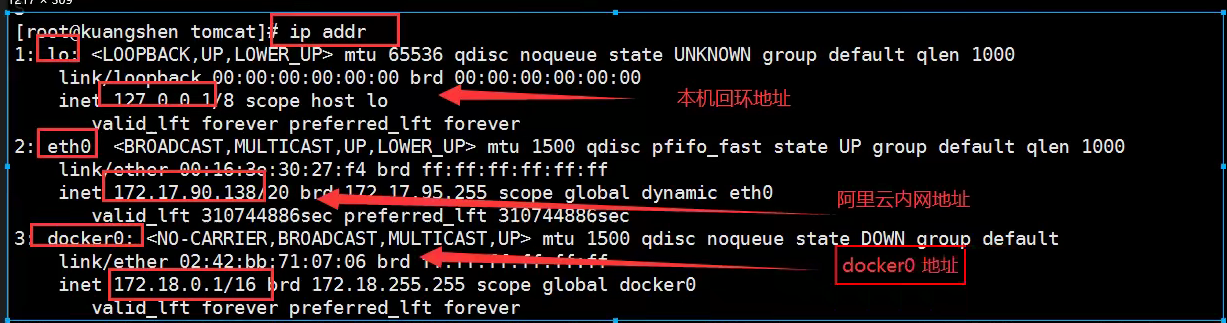 1217 × 309
[root@kuangshen tomcat]# ip addr
1: lo: <LOOPBACK,UP,LOWER_UP> mtu 65536 qdisc noqueue state UNKNOWN group default qlen 1000
link/loopback 00:00:00:00:00:00 brd 00:00:00:00:00:00
inet 127.0.0.1/8 scope host lo
本机回环地址
valid_lft forever preferred_lft forever
2: eth0 <BROADCAST,MULTICAST,UP,LOWER_UP> mtu 1500 qdisc pfifo_fast state UP group default qlen 1000
link/ether 00:16:3e:30:27:f4 brd ff:ff:ff:ff:ff:ff
inet 172.17.90.138/20 brd 172.17.95.255 scope global dynamic eth0
阿里云内网地址
valid_lft 310744886sec preferred_lft 310744886sec
3: docker0: <NO-CARRIER,BROADCAST,MULTICAST,UP> mtu 1500 qdisc noqueue state DOWN group default
link/ether 02:42:bb:71:07:06 brd ff:ff:ff:ff:ff:ff
docker0 地址
inet 172.18.0.1/16 brd 172.18.255.255 scope global docker0
valid_lft forever preferred_lft forever